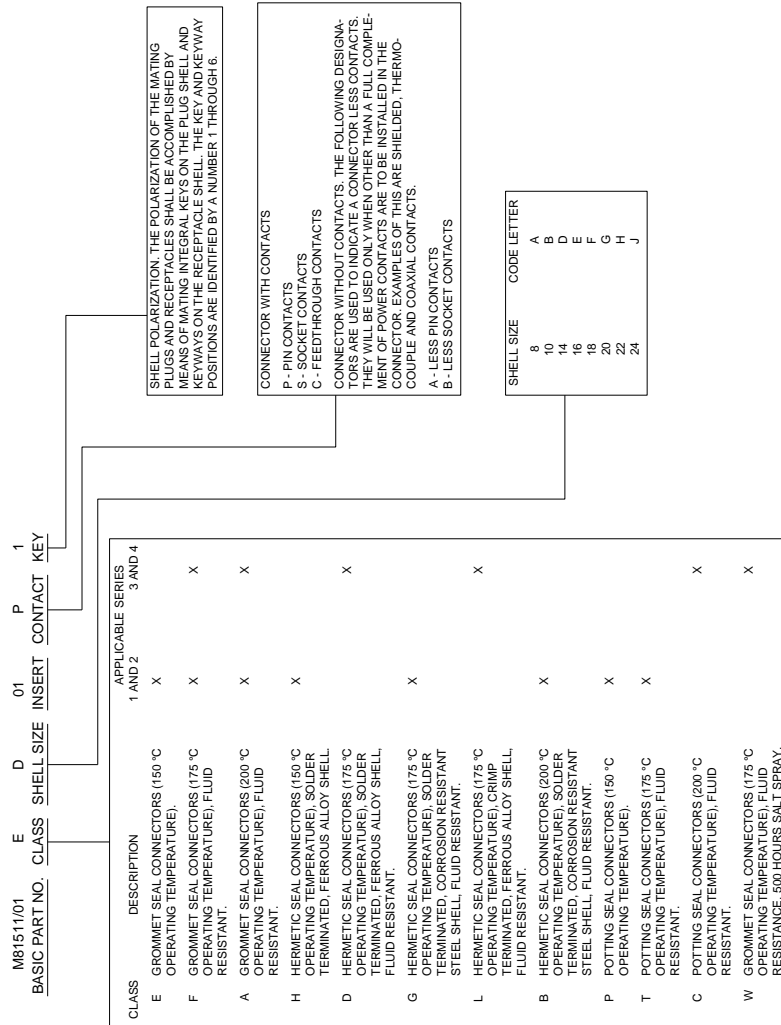 M81511/01 E D 01 P 1
BASIC PART NO. CLASS SHELL SIZE INSERT CONTACT KEY
SHELL POLARIZATION. THE POLARIZATION OF THE MATING
PLUGS AND RECEPTACLES SHALL BE ACCOMPLISHED BY
MEANS OF MATING INTEGRAL KEYS ON THE PLUG SHELL AND
KEYWAYS ON THE RECEPTACLE SHELL. THE KEY AND KEYWAY
POSITIONS ARE IDENTIFIED BY A NUMBER 1 THROUGH 6.
CONNECTOR WITH CONTACTS
P - PIN CONTACTS
S - SOCKET CONTACTS
C - FEEDTHROUGH CONTACTS
CONNECTOR WITHOUT CONTACTS. THE FOLLOWING DESIGNA-
TORS ARE USED TO INDICATE A CONNECTOR LESS CONTACTS.
THEY WILL BE USED ONLY WHEN OTHER THAN A FULL COMPLE-
MENT OF POWER CONTACTS ARE TO BE INSTALLED IN THE
CONNECTOR. EXAMPLES OF THIS ARE SHIELDED, THERMO-
COUPLE AND COAXIAL CONTACTS.
A - LESS PIN CONTACTS
B - LESS SOCKET CONTACTS
SHELL SIZE CODE LETTER
8 A
10 B
14 D
16 E
18 F
20 G
22 H
24 J
APPLICABLE SERIES
CLASS DESCRIPTION 1 AND 2 3 AND 4
E GROMMET SEAL CONNECTORS (150 °C X
OPERATING TEMPERATURE).
F GROMMET SEAL CONNECTORS (175 °C X X
OPERATING TEMPERATURE), FLUID
RESISTANT.
A GROMMET SEAL CONNECTORS (200 °C X X
OPERATING TEMPERATURE), FLUID
RESISTANT.
H HERMETIC SEAL CONNECTORS (150 °C X
OPERATING TEMPERATURE), SOLDER
TERMINATED, FERROUS ALLOY SHELL.
D HERMETIC SEAL CONNECTORS (175 °C X
OPERATING TEMPERATURE), SOLDER
TERMINATED, FERROUS ALLOY SHELL,
FLUID RESISTANT.
G HERMETIC SEAL CONNECTORS (175 °C X
OPERATING TEMPERATURE), SOLDER
TERMINATED, CORROSION RESISTANT
STEEL SHELL, FLUID RESISTANT.
L HERMETIC SEAL CONNECTORS (175 °C X
OPERATING TEMPERATURE), CRIMP
TERMINATED, FERROUS ALLOY SHELL,
FLUID RESISTANT.
B HERMETIC SEAL CONNECTORS (200 °C X
OPERATING TEMPERATURE), SOLDER
TERMINATED, CORROSION RESISTANT
STEEL SHELL, FLUID RESISTANT.
P POTTING SEAL CONNECTORS (150 °C X
OPERATING TEMPERATURE).
T POTTING SEAL CONNECTORS (175 °C X
OPERATING TEMPERATURE), FLUID
RESISTANT.
C POTTING SEAL CONNECTORS (200 °C X
OPERATING TEMPERATURE), FLUID
RESISTANT.
W GROMMET SEAL CONNECTORS (175 °C X
OPERATING TEMPERATURE), FLUID
RESISTANCE, 500 HOURS SALT SPRAY.